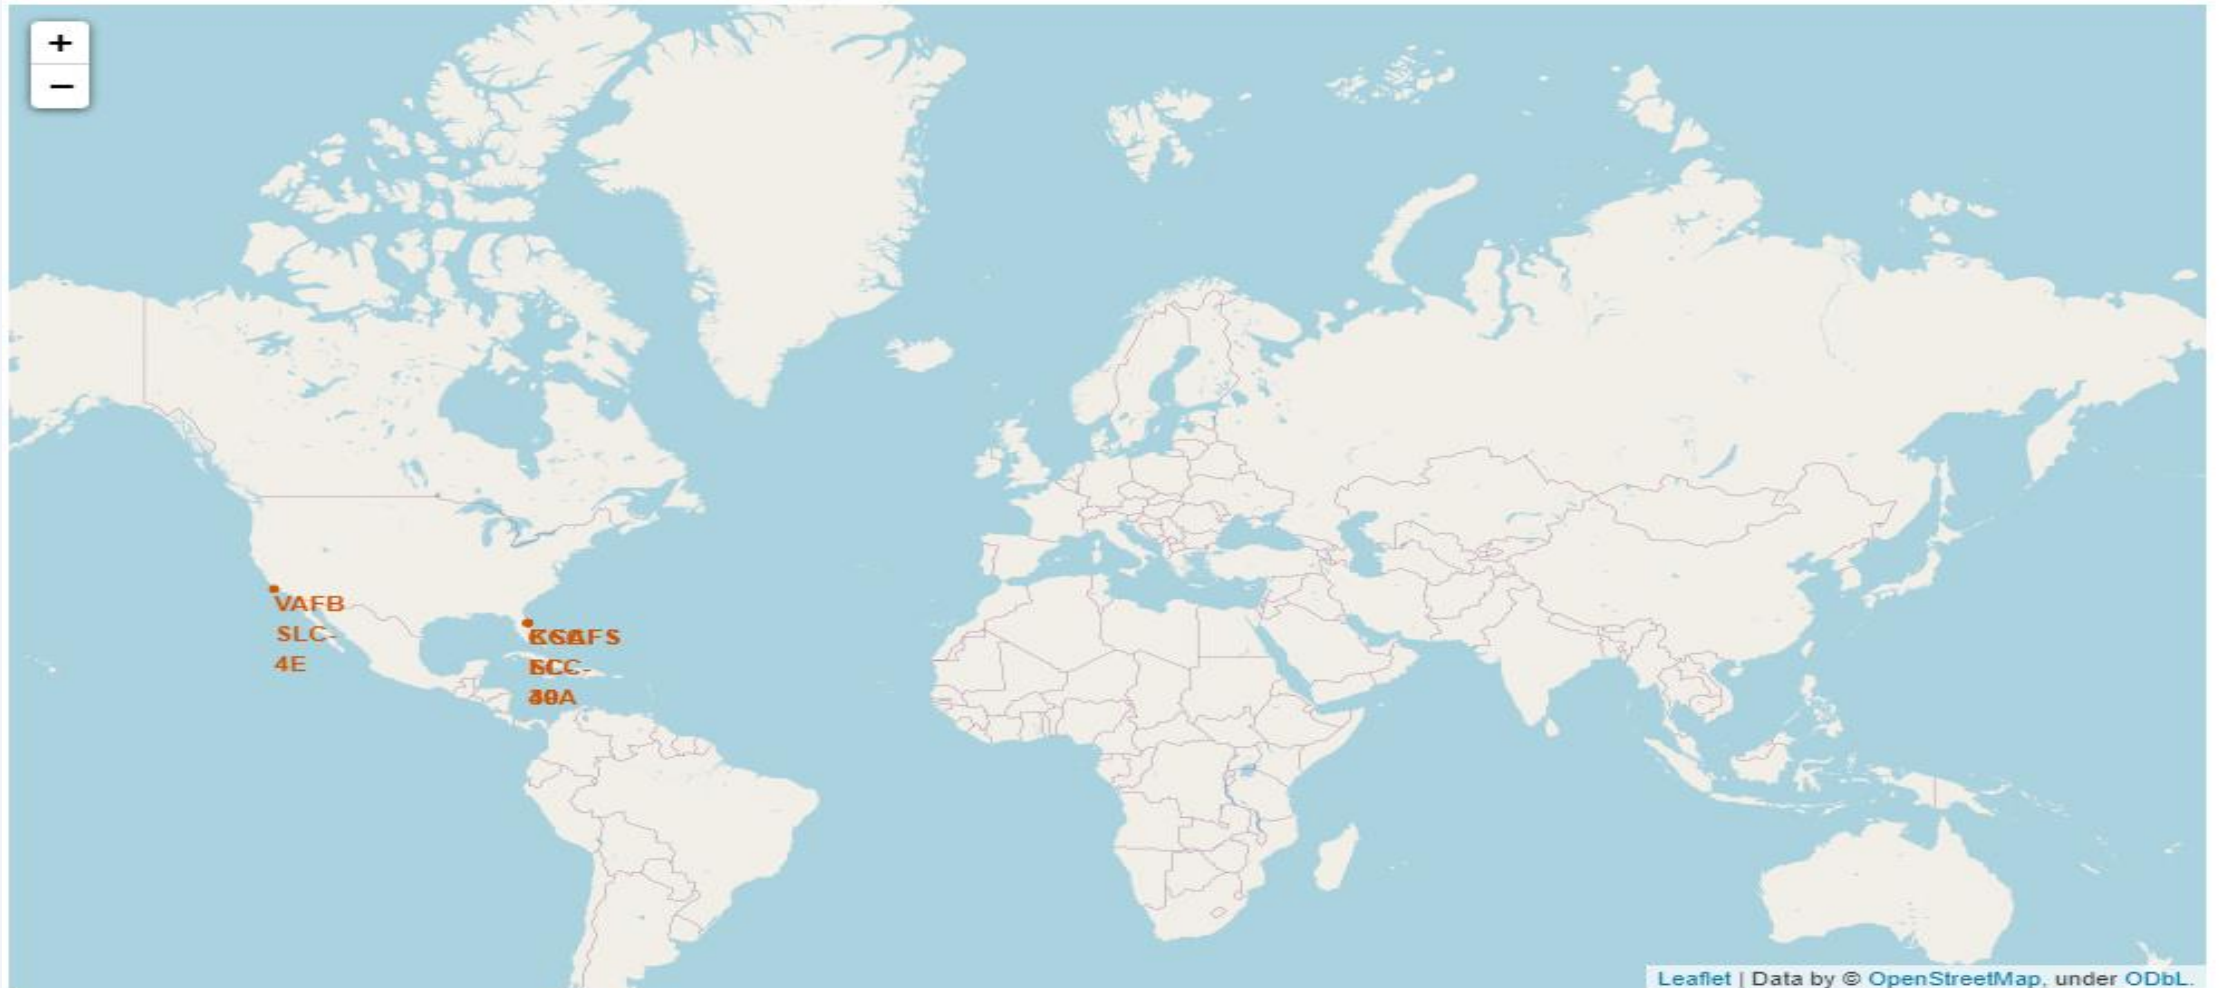 +
−
VAFB
SLC-
4E
Leaflet | Data by © OpenStreetMap, under ODbL.